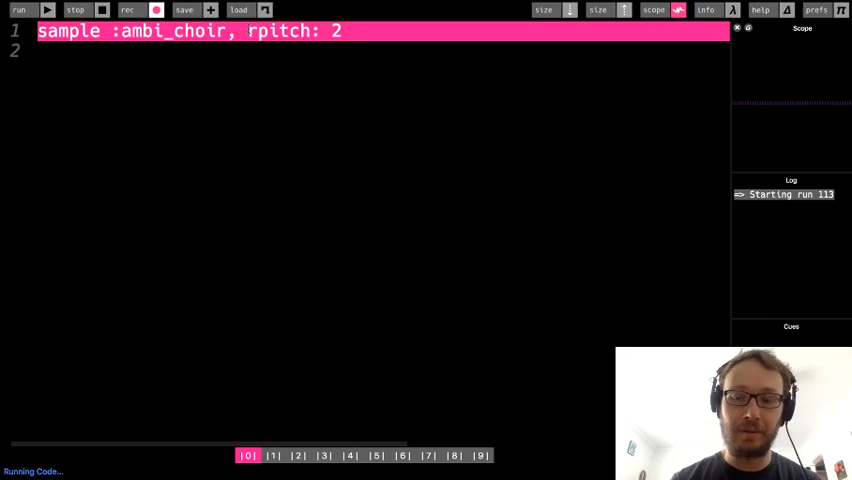 run stop rec save load size size scope info help prefs
1 sample :ambi_choir, rpitch: 2
2
Scope
Log
=> Starting run 113
Cues
|0| |1| |2| |3| |4| |5| |6| |7| |8| |9|
Running Code...